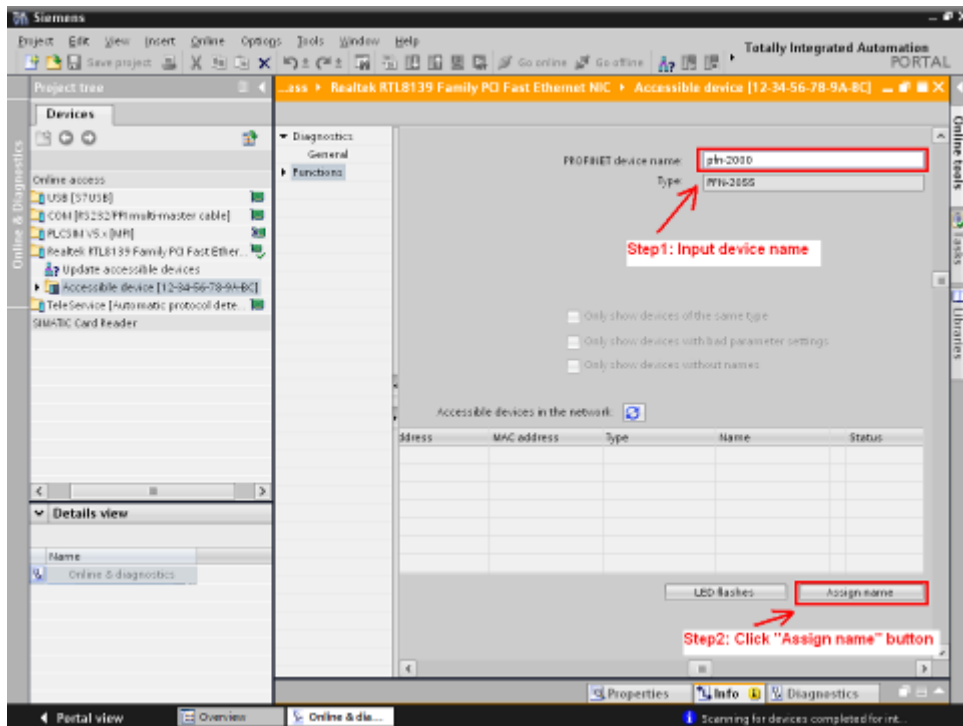 Siemens
Project Edit View Insert Online Options Tools Window Help
Save project Go online Go offline
Totally Integrated Automation
PORTAL
Project tree
...ess Realtek RTL8139 Family PCI Fast Ethernet NIC Accessible device [12-34-56-78-9A-BC]
Devices
Online access
USB [S7USB]
COM [RS232/PPI multi-master cable]
PLCSIM V5.x [MPI]
Realtek RTL8139 Family PCI Fast Ether...
Update accessible devices
Accessible device [12-34-56-78-9A-BC]
TeleService [Automatic protocol dete...
SIMATIC Card Reader
Online & Diagnostics
Diagnostics
General
Functions
PROFINET device name: pfn-2000
Type:
Step1: Input device name
Only show devices of the same type
Only show devices with bad parameter settings
Only show devices without names
Accessible devices in the network:
ddress MAC address Type Name Status
LED flashes Assign name
Step2: Click "Assign name" button
Details view
Name
Online & diagnostics
Online tools
Tasks
Libraries
Properties Info Diagnostics
Portal view Overview Online & dia... Scanning for devices completed for int...